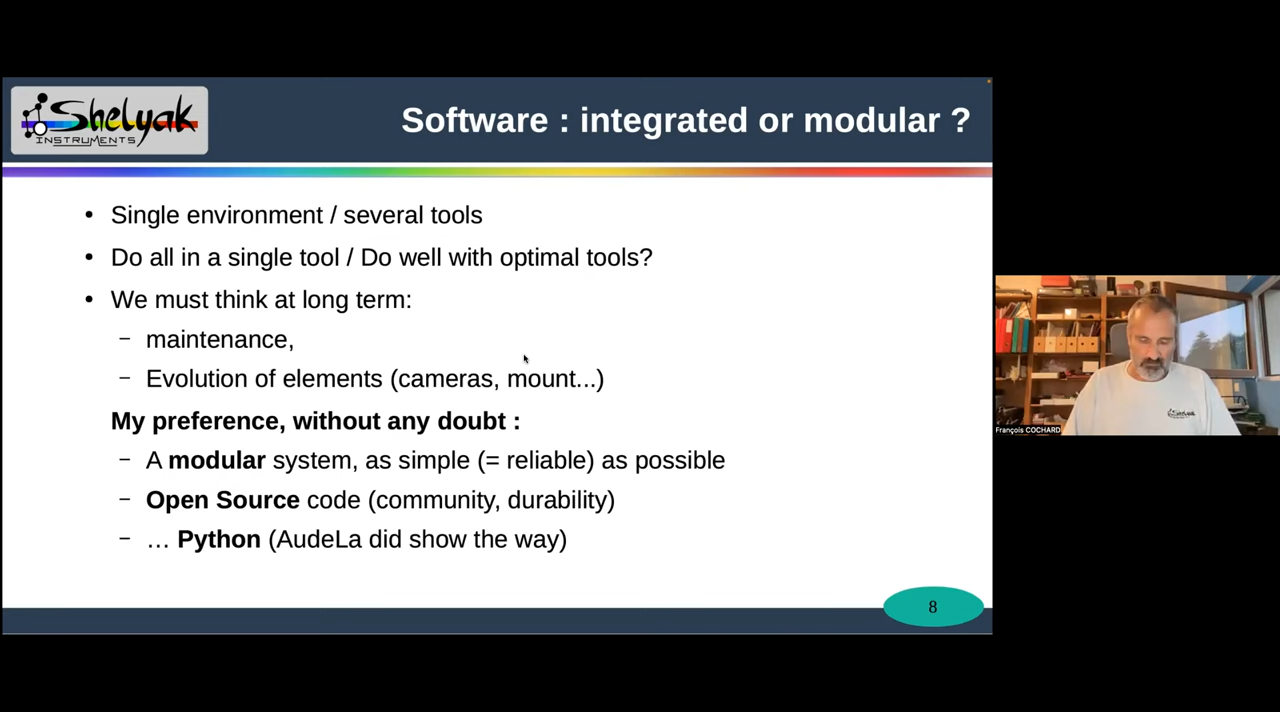 Shelyak
INSTRUMENTS
Software : integrated or modular ?
• Single environment / several tools
• Do all in a single tool / Do well with optimal tools?
• We must think at long term:
– maintenance,
– Evolution of elements (cameras, mount...)
My preference, without any doubt :
– A modular system, as simple (= reliable) as possible
– Open Source code (community, durability)
– … Python (AudeLa did show the way)
8
Shelyak
François COCHARD